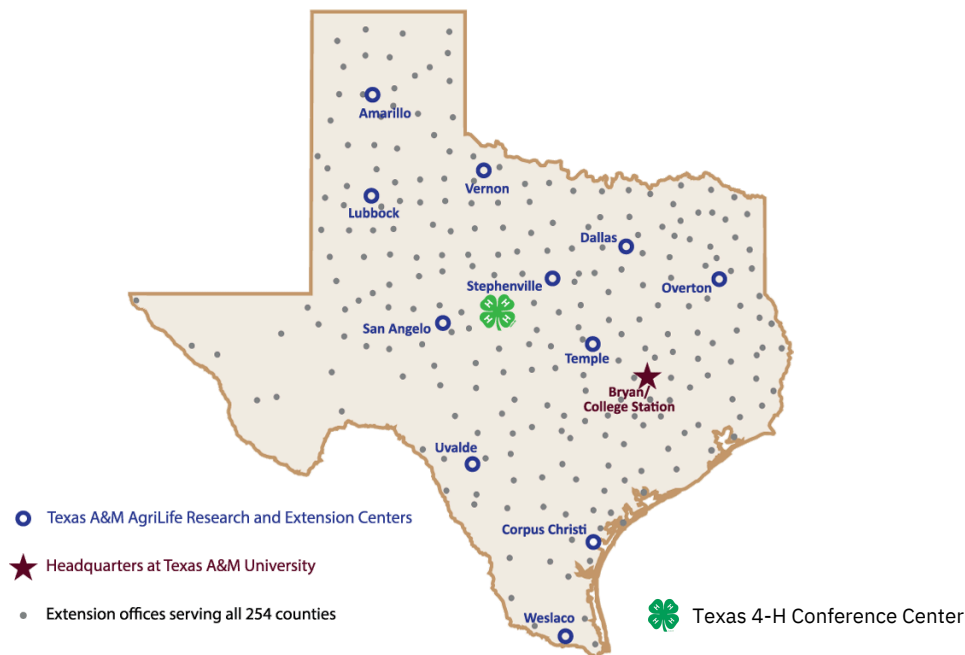 Amarillo
Vernon
Lubbock
Dallas
Stephenville
Overton
San Angelo
Temple
Bryan/
College Station
Uvalde
Texas A&M AgriLife Research and Extension Centers
Corpus Christi
Headquarters at Texas A&M University
Extension offices serving all 254 counties
Weslaco
Texas 4-H Conference Center
H H
H H
H H
H H